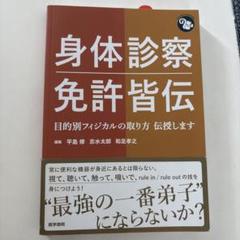 身体診察
免許皆伝
目的別フィジカルの取り方 伝授します
編集 平島 修 志水太郎 和足孝之
常に便利な機器が身近にあるとは限らない。
視て、聴いて、触って、嗅いで、rule in / rule out の技を
身につけよう！
“最強の一番弟子”
にならないか？
医学書院